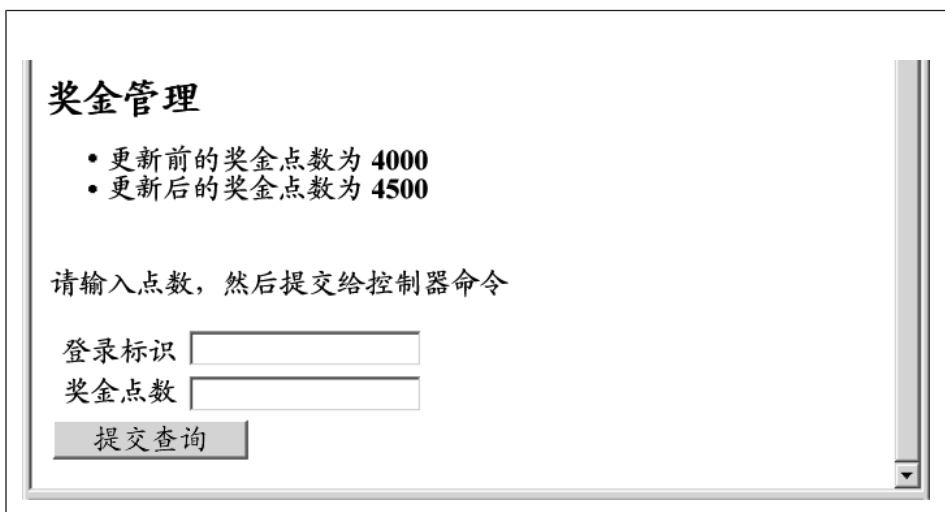 奖金管理
• 更新前的奖金点数为 4000
• 更新后的奖金点数为 4500
请输入点数，然后提交给控制器命令
登录标识
奖金点数
提交查询